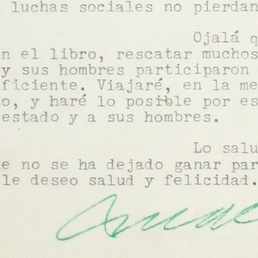 luchas sociales no pierdan
Ojalá q
n el libro, rescatar muchos
y sus hombres participaron
ficiente. Viajaré, en la me
o, y haré lo posible por es
estado y a sus hombres.
Lo salu
e no se ha dejado ganar par
le deseo salud y felicidad.